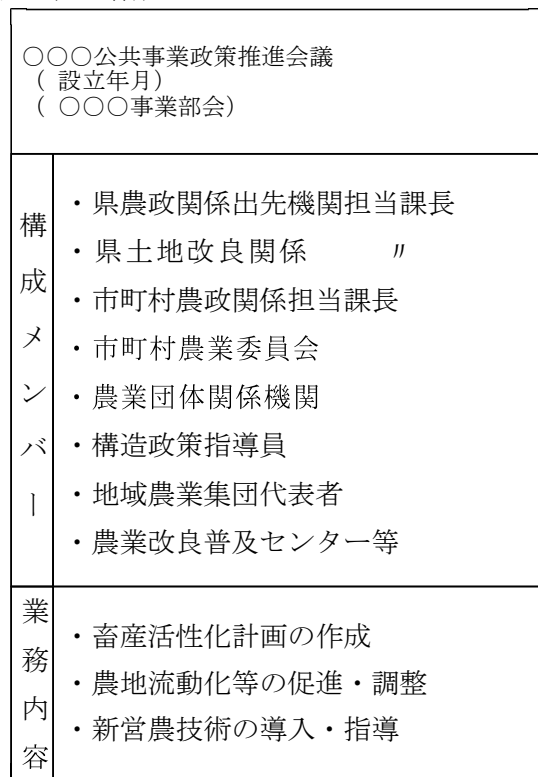 ○○○公共事業政策推進会議
（ 設立年月）
（ ○○○事業部会）
構成メンバー
・県農政関係出先機関担当課長
・県土地改良関係　　〃
・市町村農政関係担当課長
・市町村農業委員会
・農業団体関係機関
・構造政策指導員
・地域農業集団代表者
・農業改良普及センター等
業務内容
・畜産活性化計画の作成
・農地流動化等の促進・調整
・新営農技術の導入・指導